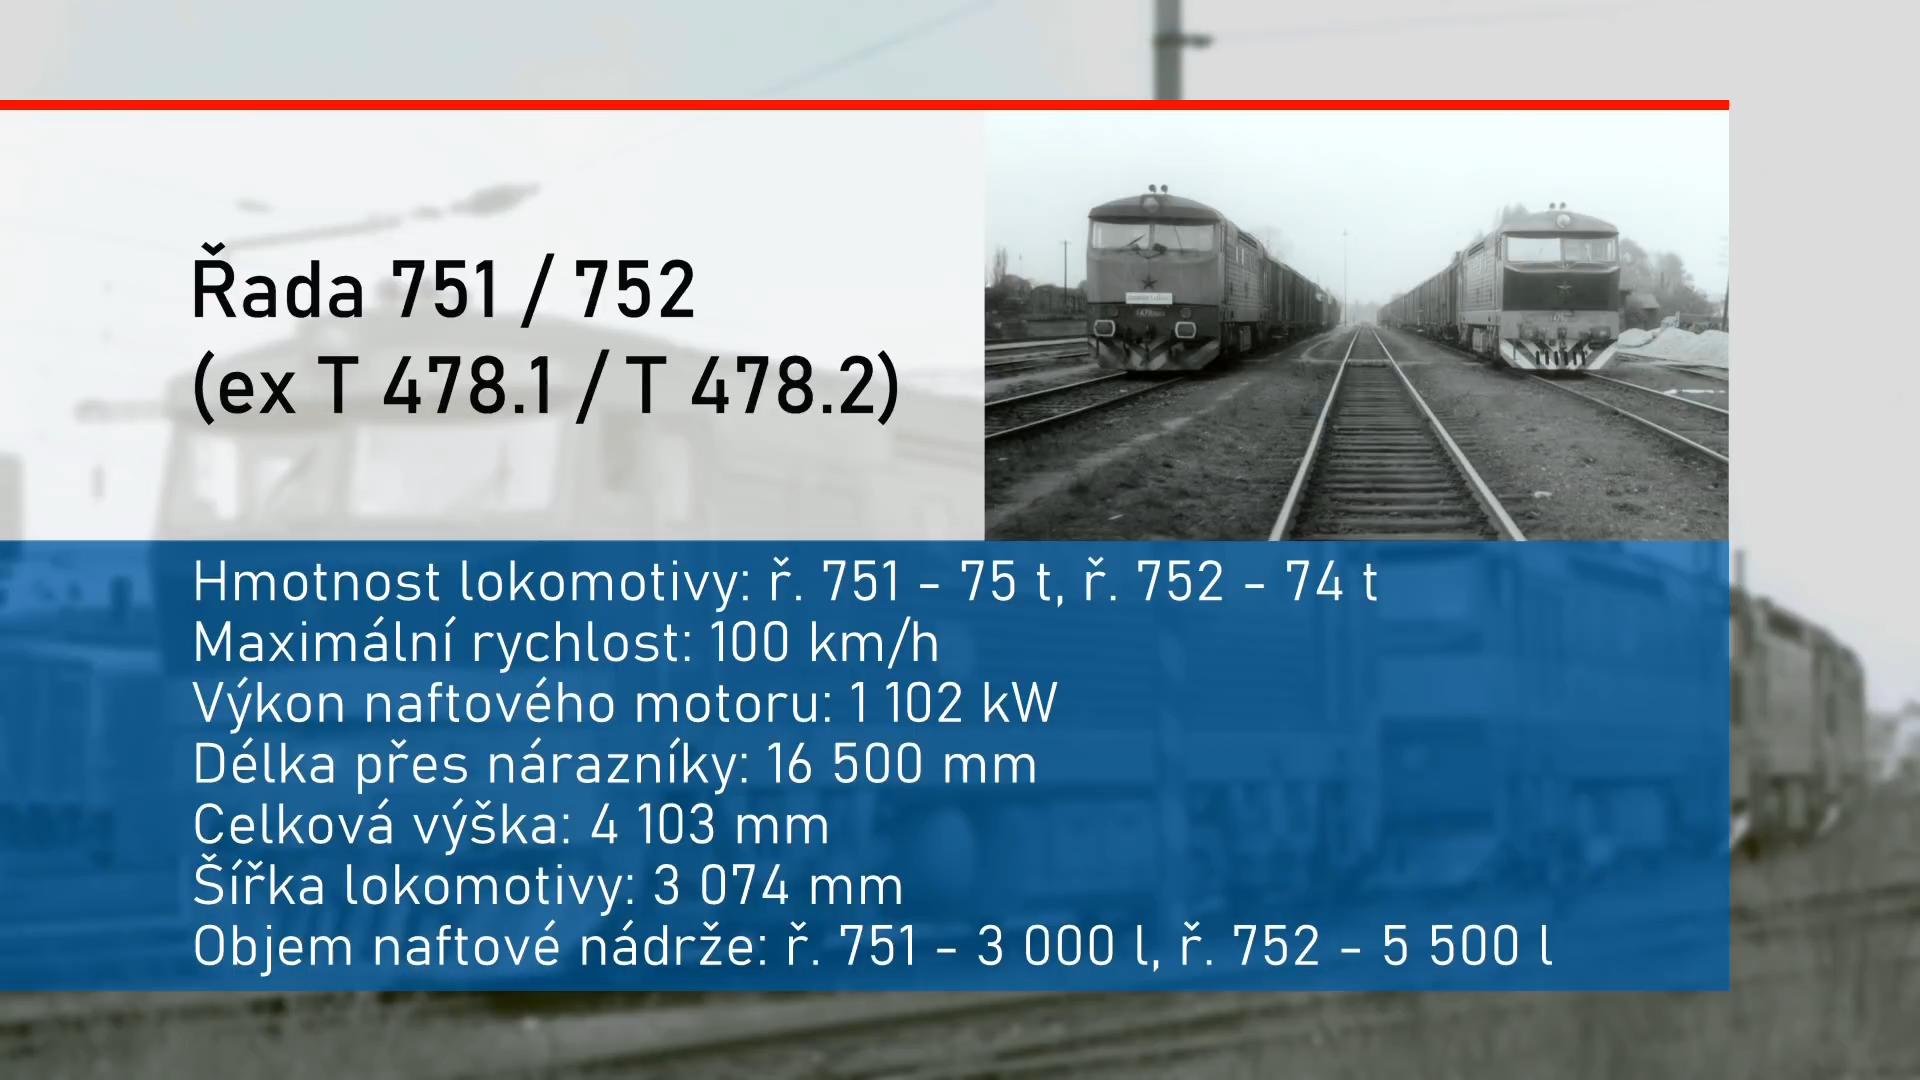 Řada 751 / 752
(ex T 478.1 / T 478.2)
Hmotnost lokomotivy: ř. 751 - 75 t, ř. 752 - 74 t
Maximální rychlost: 100 km/h
Výkon naftového motoru: 1 102 kW
Délka přes nárazníky: 16 500 mm
Celková výška: 4 103 mm
Šířka lokomotivy: 3 074 mm
Objem naftové nádrže: ř. 751 - 3 000 l, ř. 752 - 5 500 l